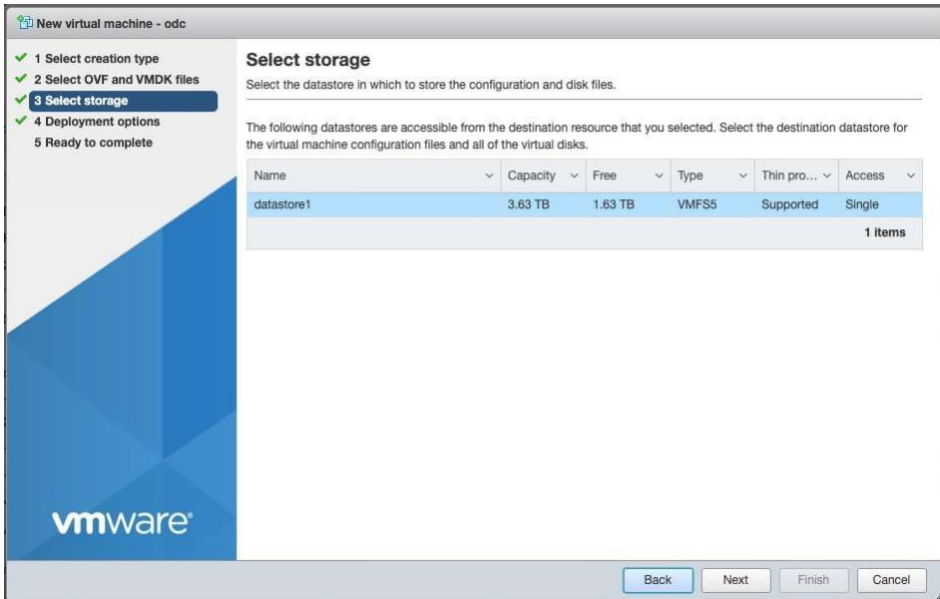 New virtual machine - odc
1 Select creation type
2 Select OVF and VMDK files
3 Select storage
4 Deployment options
5 Ready to complete
vmware®
Select storage
Select the datastore in which to store the configuration and disk files.
The following datastores are accessible from the destination resource that you selected. Select the destination datastore for
the virtual machine configuration files and all of the virtual disks.
Name Capacity Free Type Thin pro... Access
datastore1 3.63 TB 1.63 TB VMFS5 Supported Single
1 items
Back Next Finish Cancel